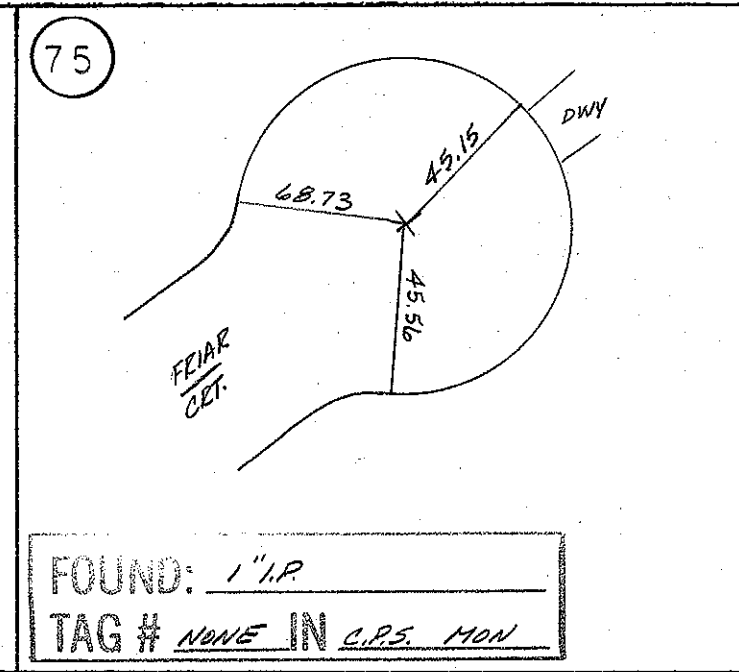 75
DWY
45.15
68.73
45.56
FRIAR
CRT.
FOUND: 1" I.P.
TAG # NONE IN C.P.S. MON